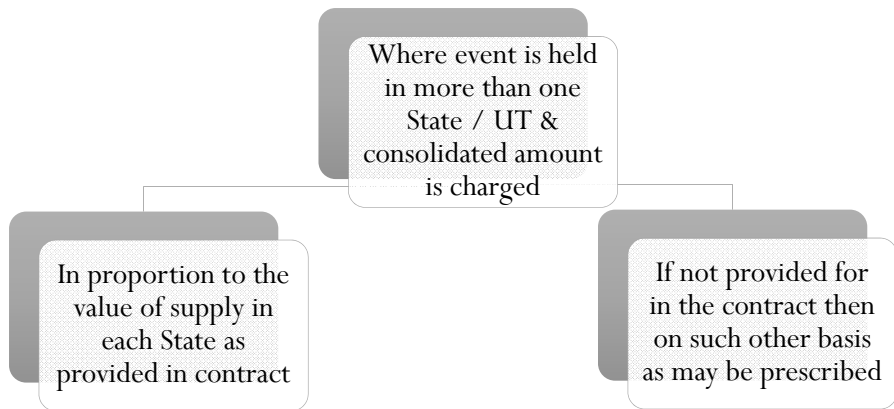 Where event is held
in more than one
State / UT &
consolidated amount
is charged
In proportion to the
value of supply in
each State as
provided in contract
If not provided for
in the contract then
on such other basis
as may be prescribed